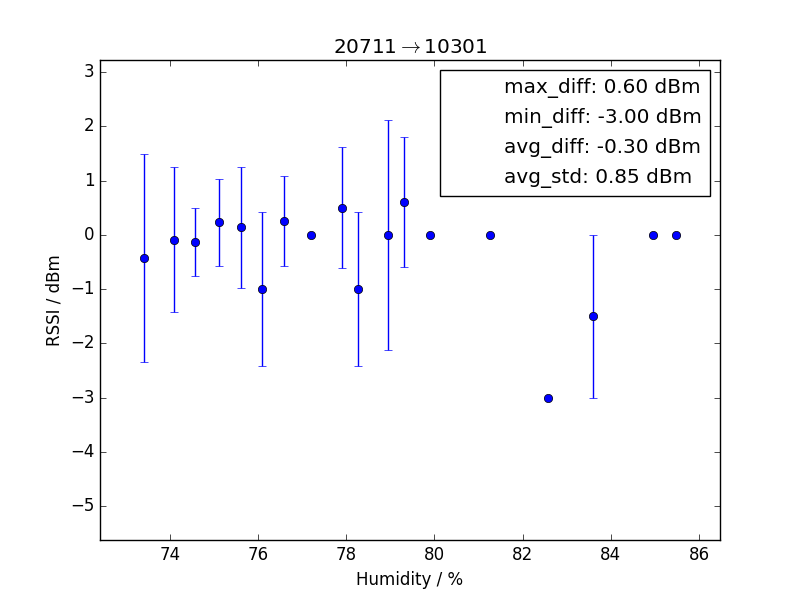 20711→10301
max_diff: 0.60 dBm
min_diff: -3.00 dBm
avg_diff: -0.30 dBm
avg_std: 0.85 dBm
3
2
1
0
−1
−2
−3
−4
−5
RSSI / dBm
74 76 78 80 82 84 86
Humidity / %